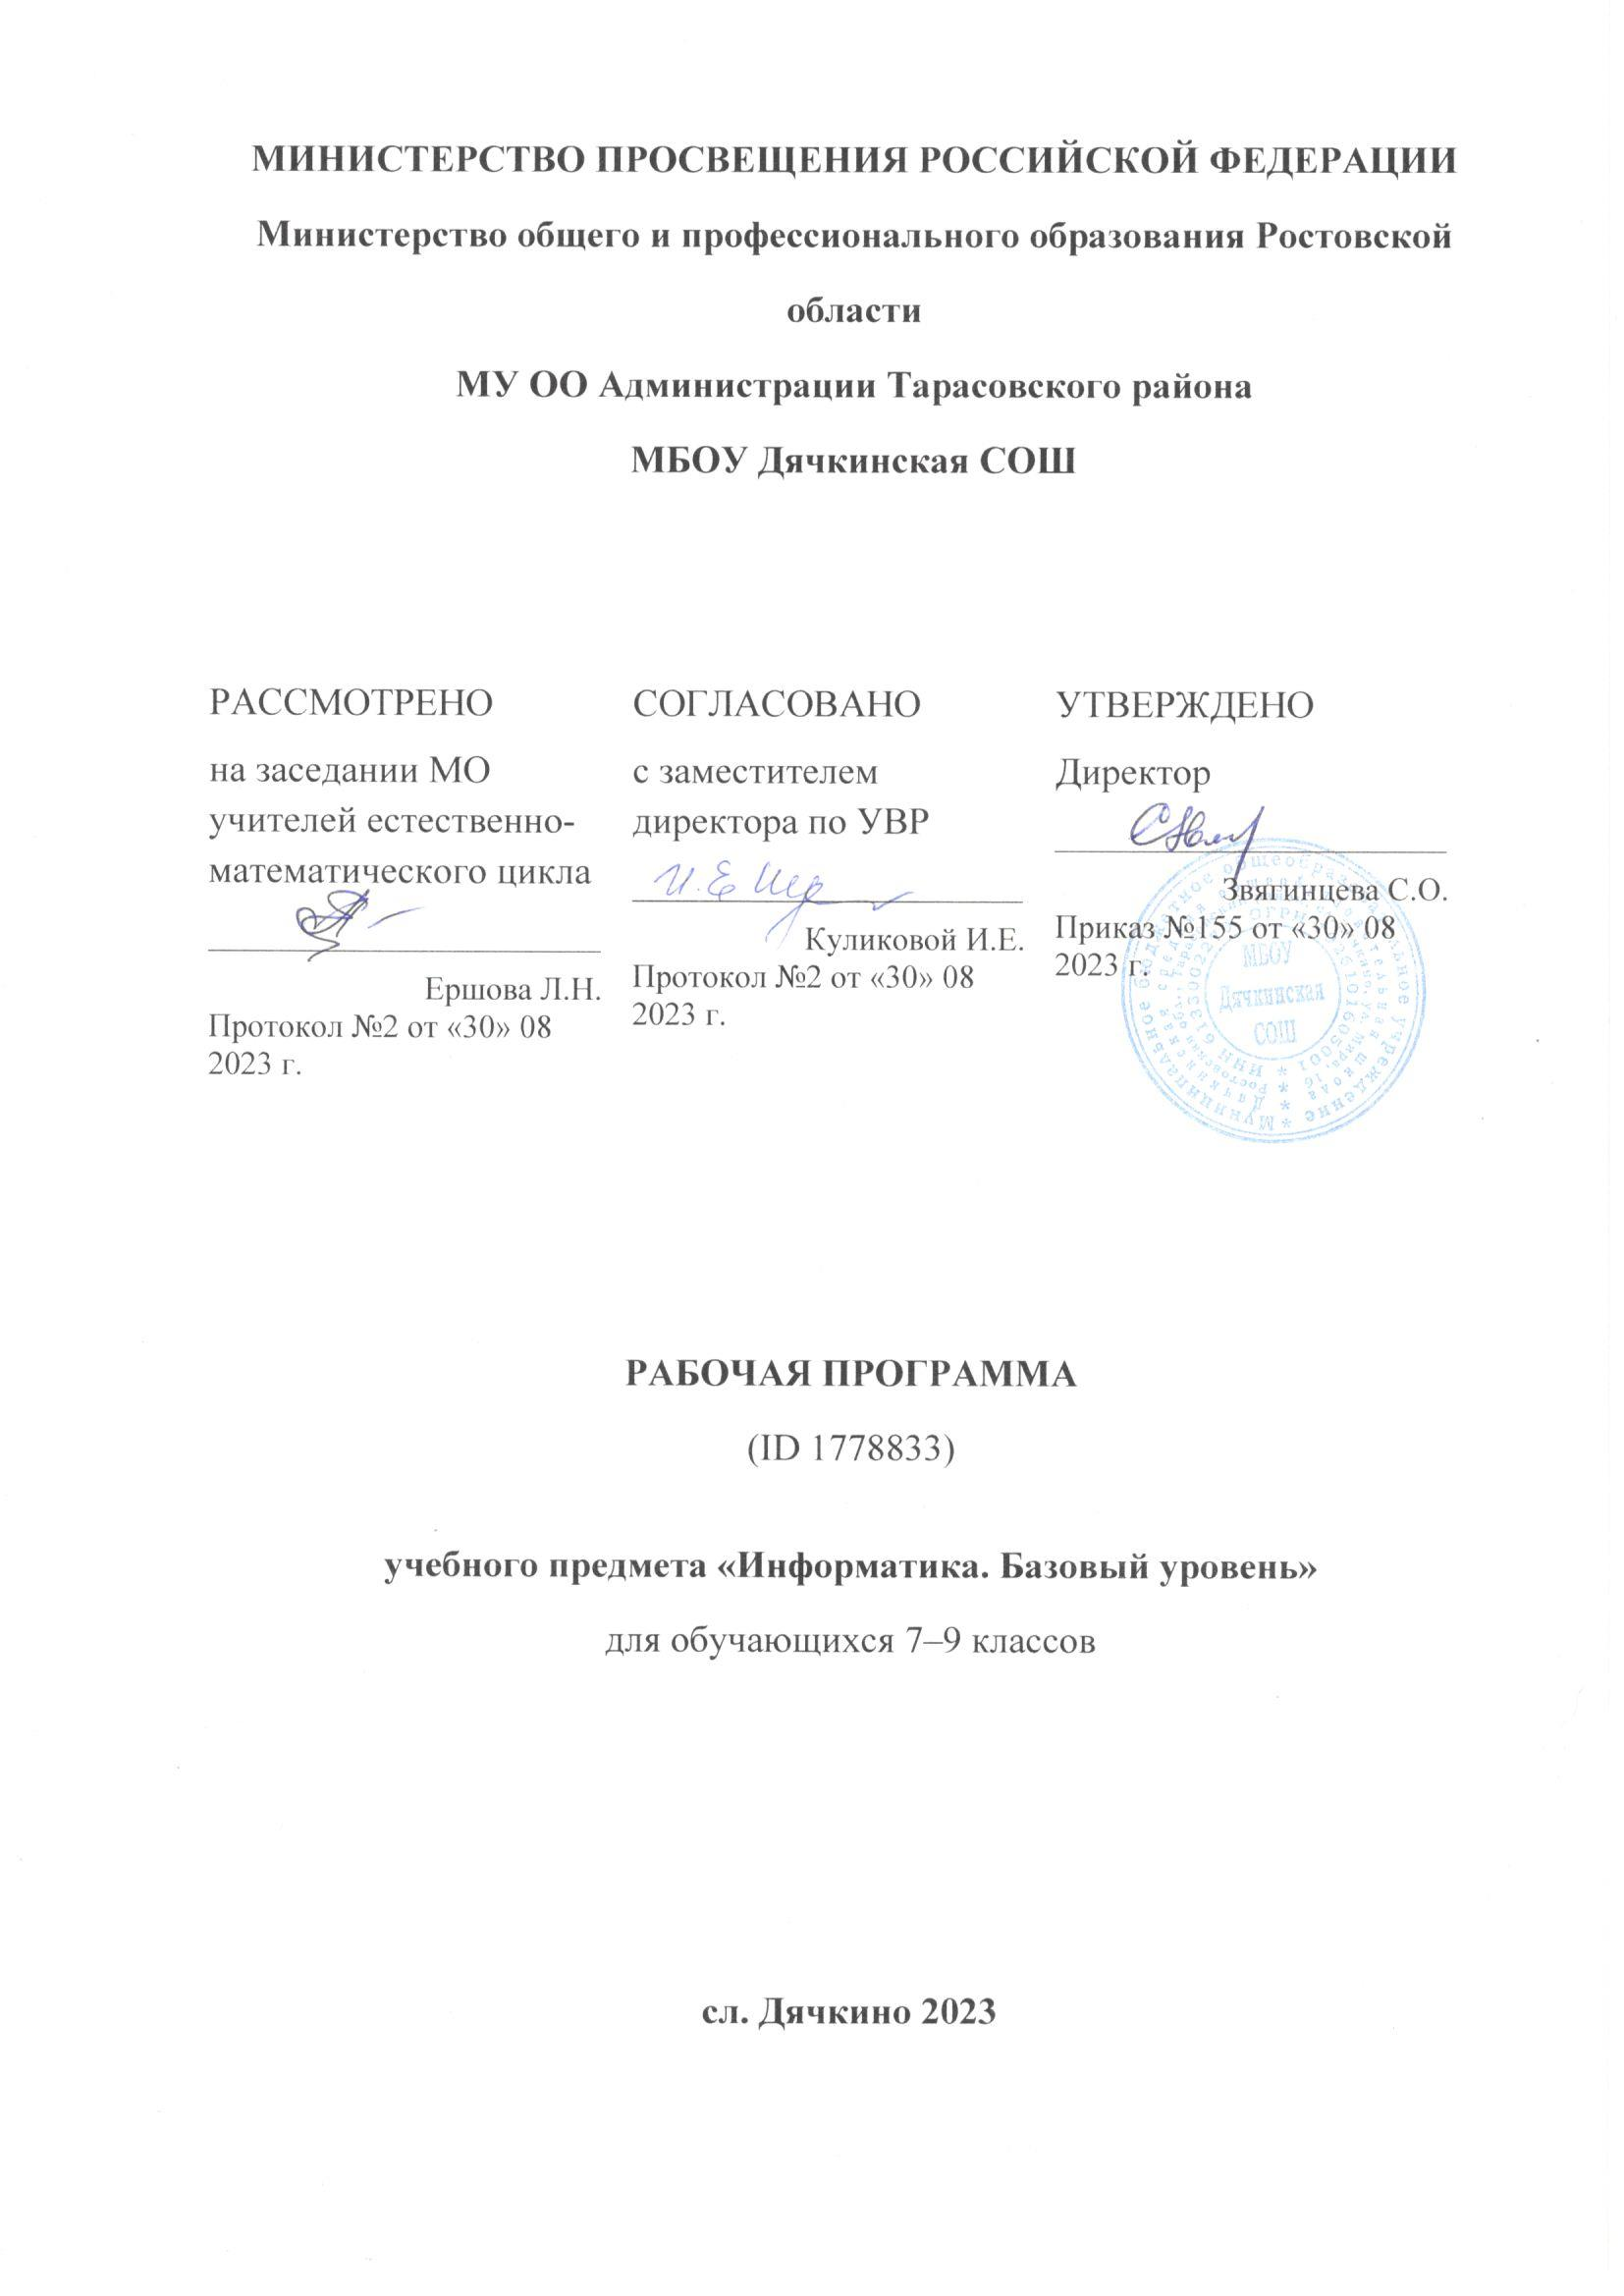 МИНИСТЕРСТВО ПРОСВЕЩЕНИЯ РОССИЙСКОЙ ФЕДЕРАЦИИ
Министерство общего и профессионального образования Ростовской
области
МУ ОО Администрации Тарасовского района
МБОУ Дячкинская СОШ
РАССМОТРЕНО
на заседании МО
учителей естественно-
математического цикла
Ершова Л.Н.
Протокол №2 от «30» 08
2023 г.
СОГЛАСОВАНО
с заместителем
директора по УВР
Куликовой И.Е.
Протокол №2 от «30» 08
2023 г.
УТВЕРЖДЕНО
Директор
Звягинцева С.О.
Приказ №155 от «30» 08
2023 г.
МБОУ
Дячкинская
СОШ
РАБОЧАЯ ПРОГРАММА
(ID 1778833)
учебного предмета «Информатика. Базовый уровень»
для обучающихся 7–9 классов
сл. Дячкино 2023